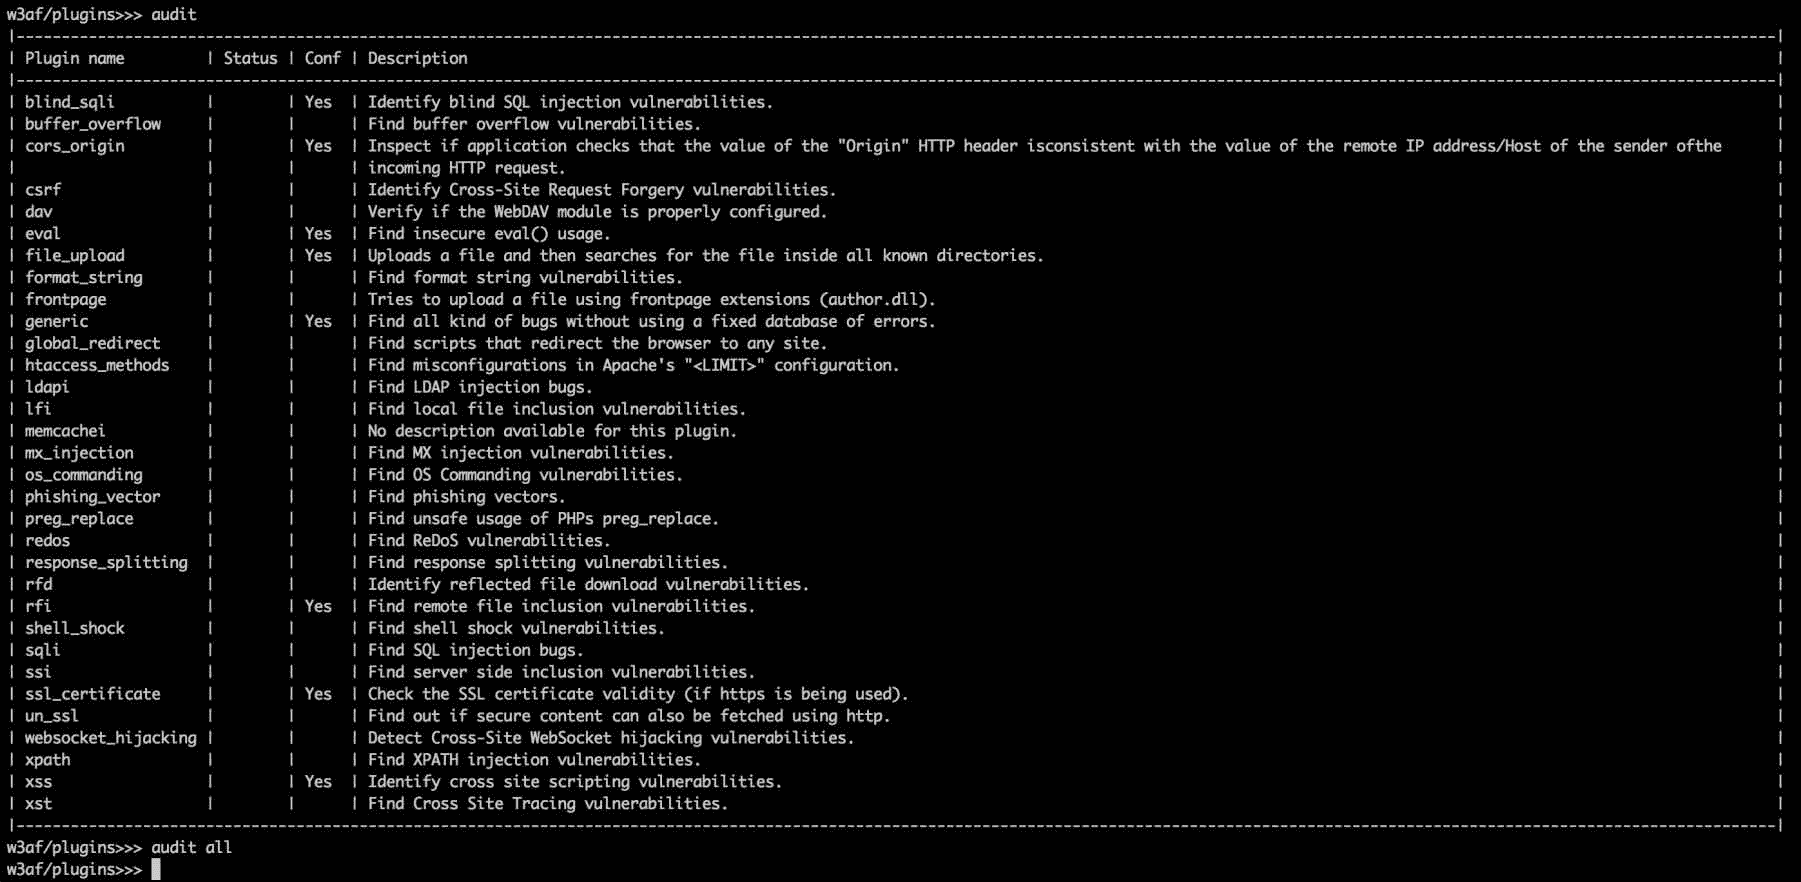 w3af/plugins>>> audit
|---------------------------------------------------------------------------------------------------------------------------------------------------------------------------------------------------|
| Plugin name         | Status | Conf | Description                                                                                                                                                 |
|---------------------------------------------------------------------------------------------------------------------------------------------------------------------------------------------------|
| blind_sqli          |        | Yes  | Identify blind SQL injection vulnerabilities. |
| buffer_overflow     |        |      | Find buffer overflow vulnerabilities. |
| cors_origin         |        | Yes  | Inspect if application checks that the value of the "Origin" HTTP header isconsistent with the value of the remote IP address/Host of the sender ofthe |
|                     |        |      | incoming HTTP request. |
| csrf                |        |      | Identify Cross-Site Request Forgery vulnerabilities. |
| dav                 |        |      | Verify if the WebDAV module is properly configured. |
| eval                |        | Yes  | Find insecure eval() usage. |
| file_upload         |        | Yes  | Uploads a file and then searches for the file inside all known directories. |
| format_string       |        |      | Find format string vulnerabilities. |
| frontpage           |        |      | Tries to upload a file using frontpage extensions (author.dll). |
| generic             |        | Yes  | Find all kind of bugs without using a fixed database of errors. |
| global_redirect     |        |      | Find scripts that redirect the browser to any site. |
| htaccess_methods    |        |      | Find misconfigurations in Apache's "<LIMIT>" configuration. |
| ldapi               |        |      | Find LDAP injection bugs. |
| lfi                 |        |      | Find local file inclusion vulnerabilities. |
| memcachei           |        |      | No description available for this plugin. |
| mx_injection        |        |      | Find MX injection vulnerabilities. |
| os_commanding       |        |      | Find OS Commanding vulnerabilities. |
| phishing_vector     |        |      | Find phishing vectors. |
| preg_replace        |        |      | Find unsafe usage of PHPs preg_replace. |
| redos               |        |      | Find ReDoS vulnerabilities. |
| response_splitting  |        |      | Find response splitting vulnerabilities. |
| rfd                 |        |      | Identify reflected file download vulnerabilities. |
| rfi                 |        | Yes  | Find remote file inclusion vulnerabilities. |
| shell_shock         |        |      | Find shell shock vulnerabilities. |
| sqli                |        |      | Find SQL injection bugs. |
| ssi                 |        |      | Find server side inclusion vulnerabilities. |
| ssl_certificate     |        | Yes  | Check the SSL certificate validity (if https is being used). |
| un_ssl              |        |      | Find out if secure content can also be fetched using http. |
| websocket_hijacking |        |      | Detect Cross-Site WebSocket hijacking vulnerabilities. |
| xpath               |        |      | Find XPATH injection vulnerabilities. |
| xss                 |        | Yes  | Identify cross site scripting vulnerabilities. |
| xst                 |        |      | Find Cross Site Tracing vulnerabilities. |
|---------------------------------------------------------------------------------------------------------------------------------------------------------------------------------------------------|
w3af/plugins>>> audit all
w3af/plugins>>>